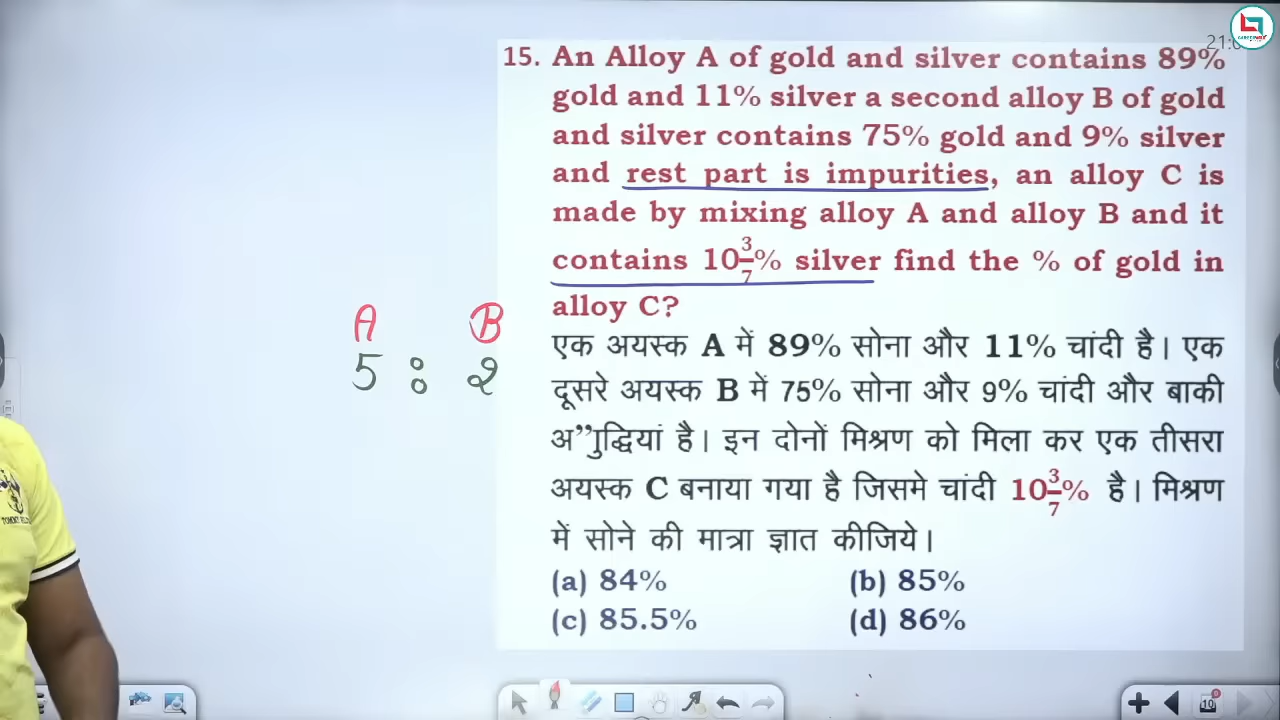 15. An Alloy A of gold and silver contains 89%
gold and 11% silver a second alloy B of gold
and silver contains 75% gold and 9% silver
and rest part is impurities, an alloy C is
made by mixing alloy A and alloy B and it
contains 10 3/7% silver find the % of gold in
alloy C?
एक अयस्क A में 89% सोना और 11% चांदी है। एक
दूसरे अयस्क B में 75% सोना और 9% चांदी और बाकी
अ”ुद्धियां है। इन दोनों मिश्रण को मिला कर एक तीसरा
अयस्क C बनाया गया है जिसमे चांदी 10 3/7% है। मिश्रण
में सोने की मात्रा ज्ञात कीजिये।
(a) 84% (b) 85%
(c) 85.5% (d) 86%
A B
5 : 2